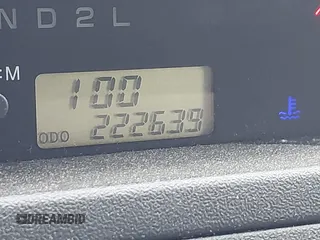 N D 2 L
:M
100
ODO 222639
DREAMBID